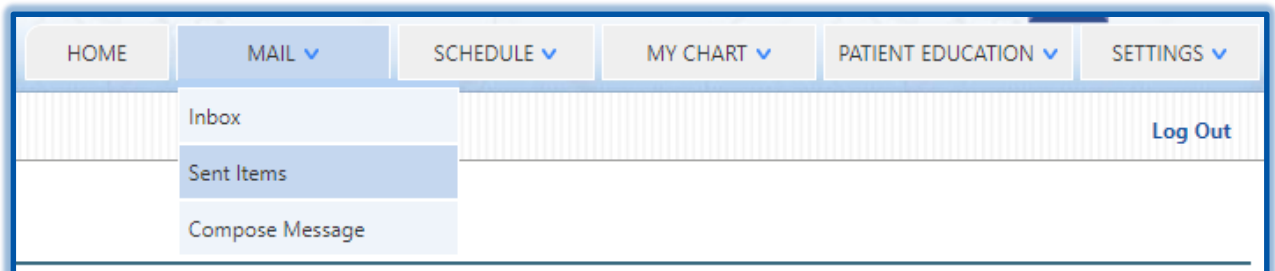 HOME MAIL SCHEDULE MY CHART PATIENT EDUCATION SETTINGS
Inbox
Log Out
Sent Items
Compose Message